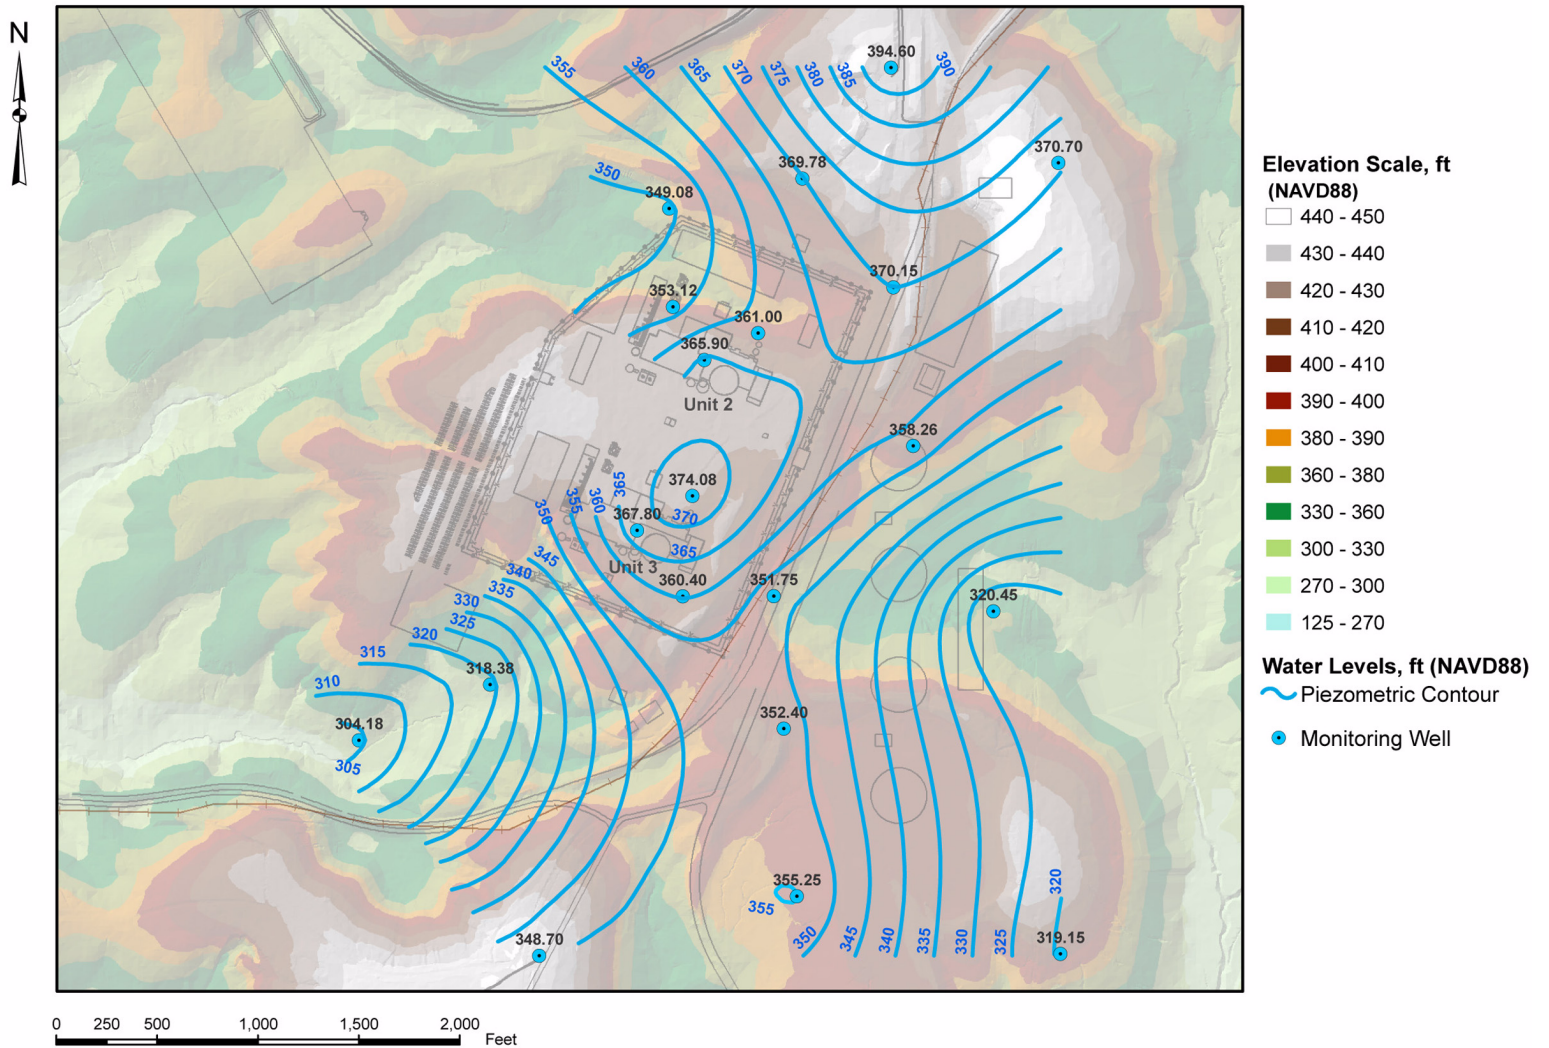 N
394.60
355
360
365
370
375
380
385
390
370.70
369.78
350
349.08
370.15
353.12
361.00
365.90
Unit 2
358.26
374.08
365
370
367.80
350
355
360
365
Unit 3
345
360.40
351.75
340
335
330
325
320
320.45
315
318.38
310
304.18
305
352.40
355.25
355
320
350
345
340
335
330
325
319.15
348.70
Elevation Scale, ft
(NAVD88)
440 - 450
430 - 440
420 - 430
410 - 420
400 - 410
390 - 400
380 - 390
360 - 380
330 - 360
300 - 330
270 - 300
125 - 270
Water Levels, ft (NAVD88)
Piezometric Contour
Monitoring Well
0 250 500 1,000 1,500 2,000
Feet